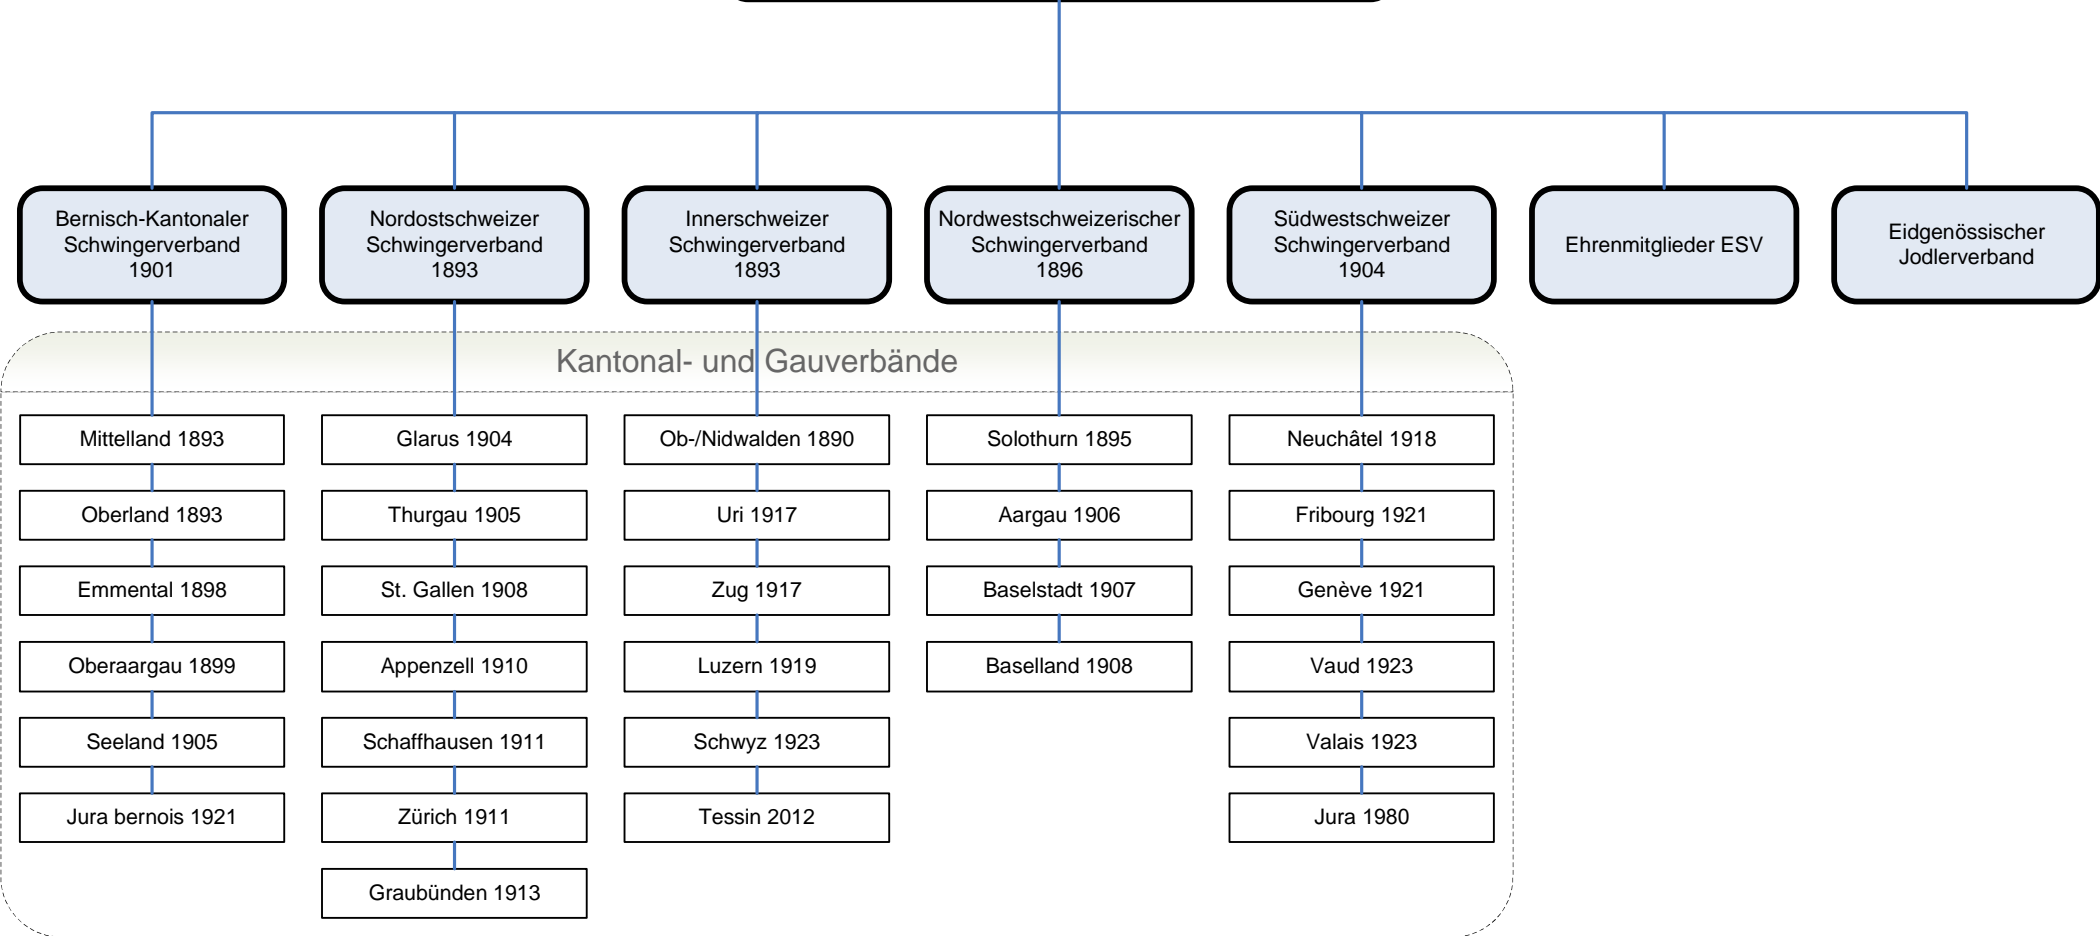 Bernisch-Kantonaler
Schwingerverband
1901
Nordostschweizer
Schwingerverband
1893
Innerschweizer
Schwingerverband
1893
Nordwestschweizerischer
Schwingerverband
1896
Südwestschweizer
Schwingerverband
1904
Ehrenmitglieder ESV
Eidgenössischer
Jodlerverband
Kantonal- und Gauverbände
Mittelland 1893
Oberland 1893
Emmental 1898
Oberaargau 1899
Seeland 1905
Jura bernois 1921
Glarus 1904
Thurgau 1905
St. Gallen 1908
Appenzell 1910
Schaffhausen 1911
Zürich 1911
Graubünden 1913
Ob-/Nidwalden 1890
Uri 1917
Zug 1917
Luzern 1919
Schwyz 1923
Tessin 2012
Solothurn 1895
Aargau 1906
Baselstadt 1907
Baselland 1908
Neuchâtel 1918
Fribourg 1921
Genève 1921
Vaud 1923
Valais 1923
Jura 1980